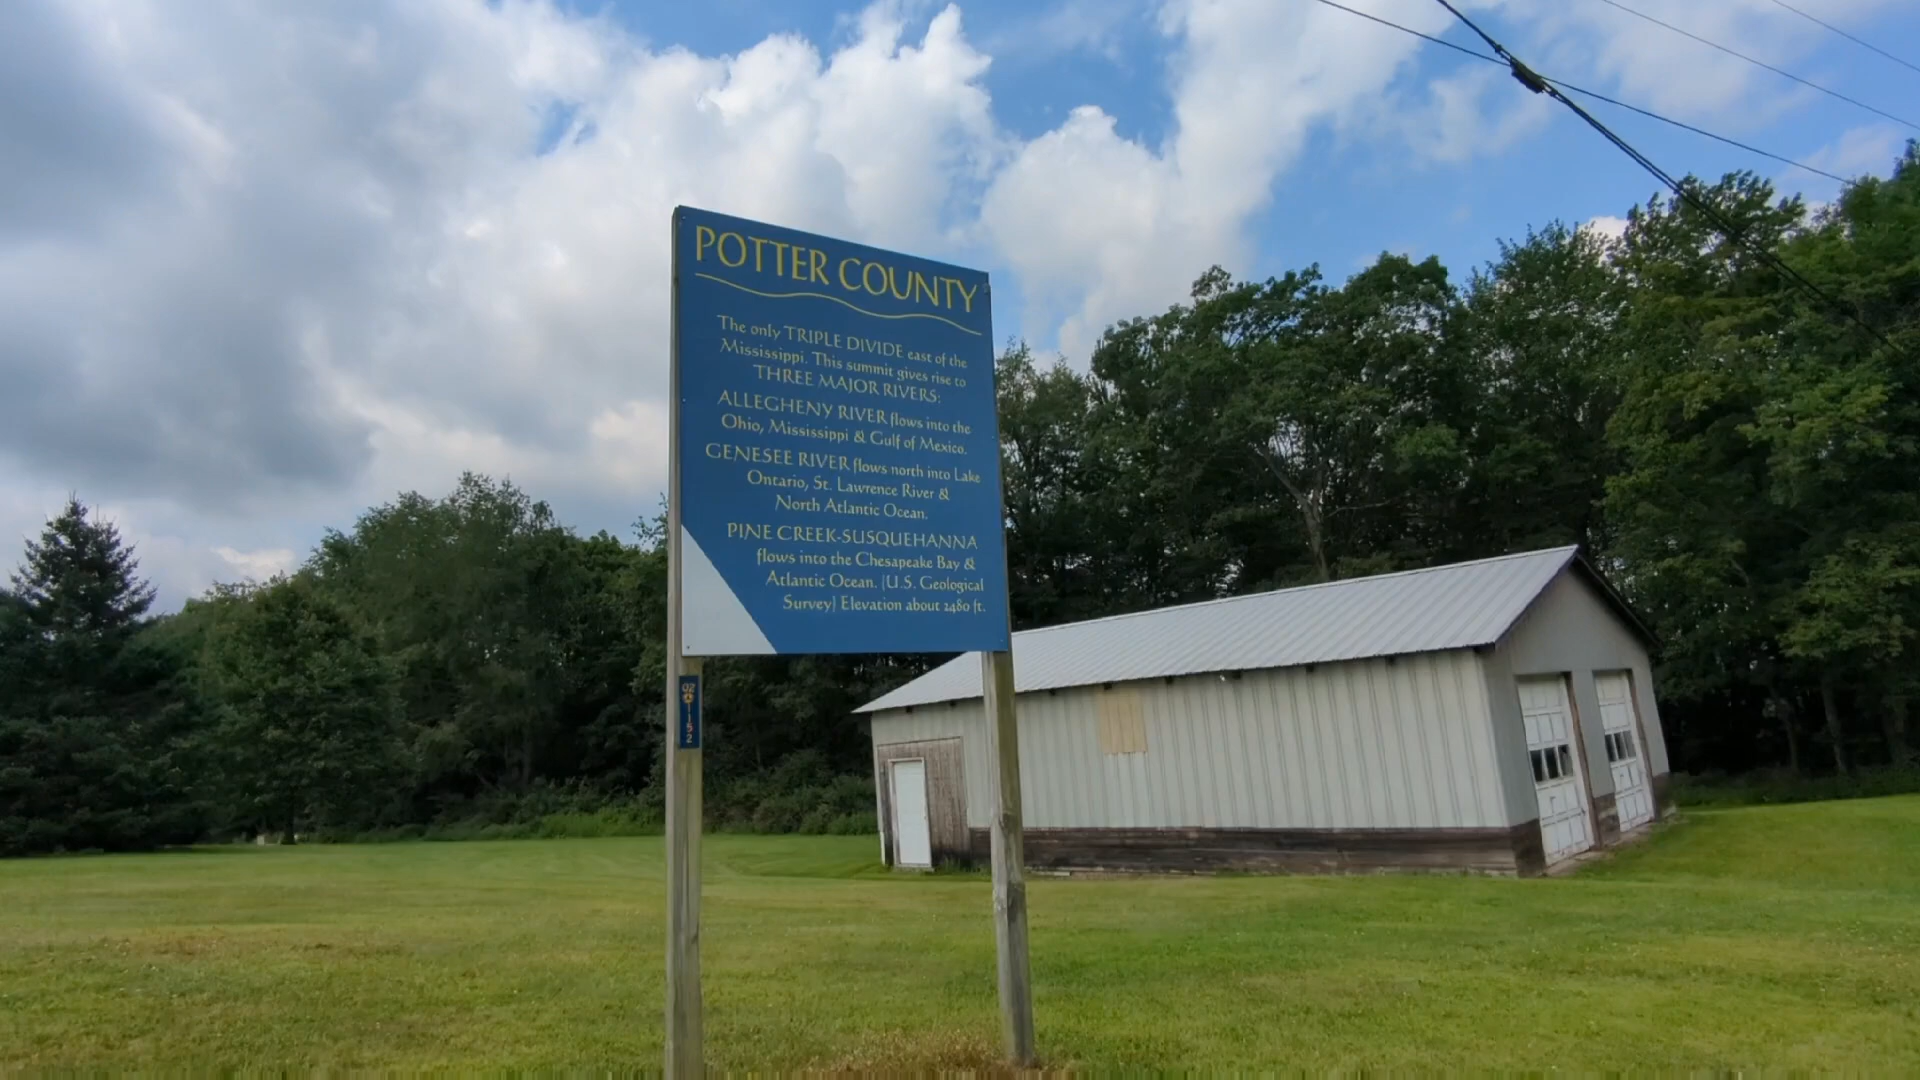 POTTER COUNTY
The only TRIPLE DIVIDE east of the
Mississippi. This summit gives rise to
THREE MAJOR RIVERS:
ALLEGHENY RIVER flows into the
Ohio, Mississippi & Gulf of Mexico.
GENESEE RIVER flows north into Lake
Ontario, St. Lawrence River &
North Atlantic Ocean.
PINE CREEK-SUSQUEHANNA
flows into the Chesapeake Bay &
Atlantic Ocean. [U.S. Geological
Survey] Elevation about 2480 ft.
02
1152